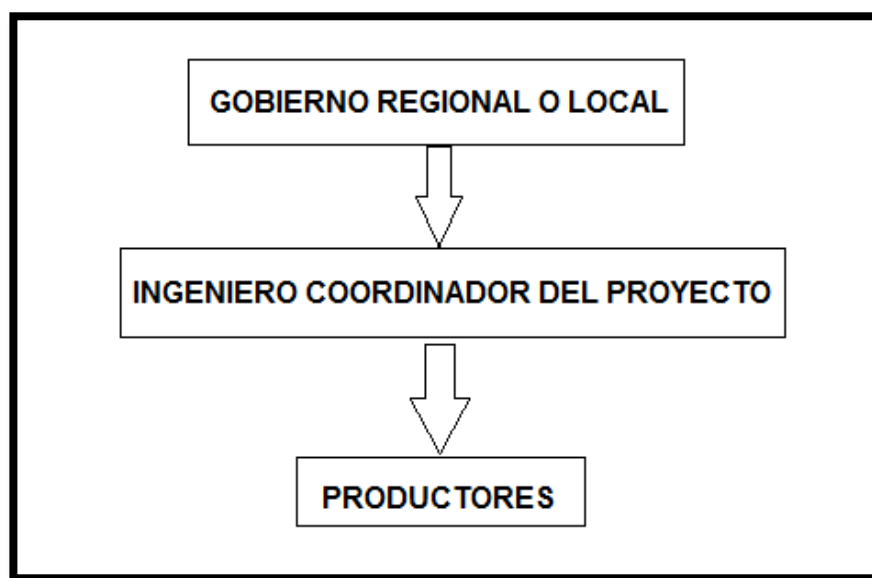 GOBIERNO REGIONAL O LOCAL
INGENIERO COORDINADOR DEL PROYECTO
PRODUCTORES